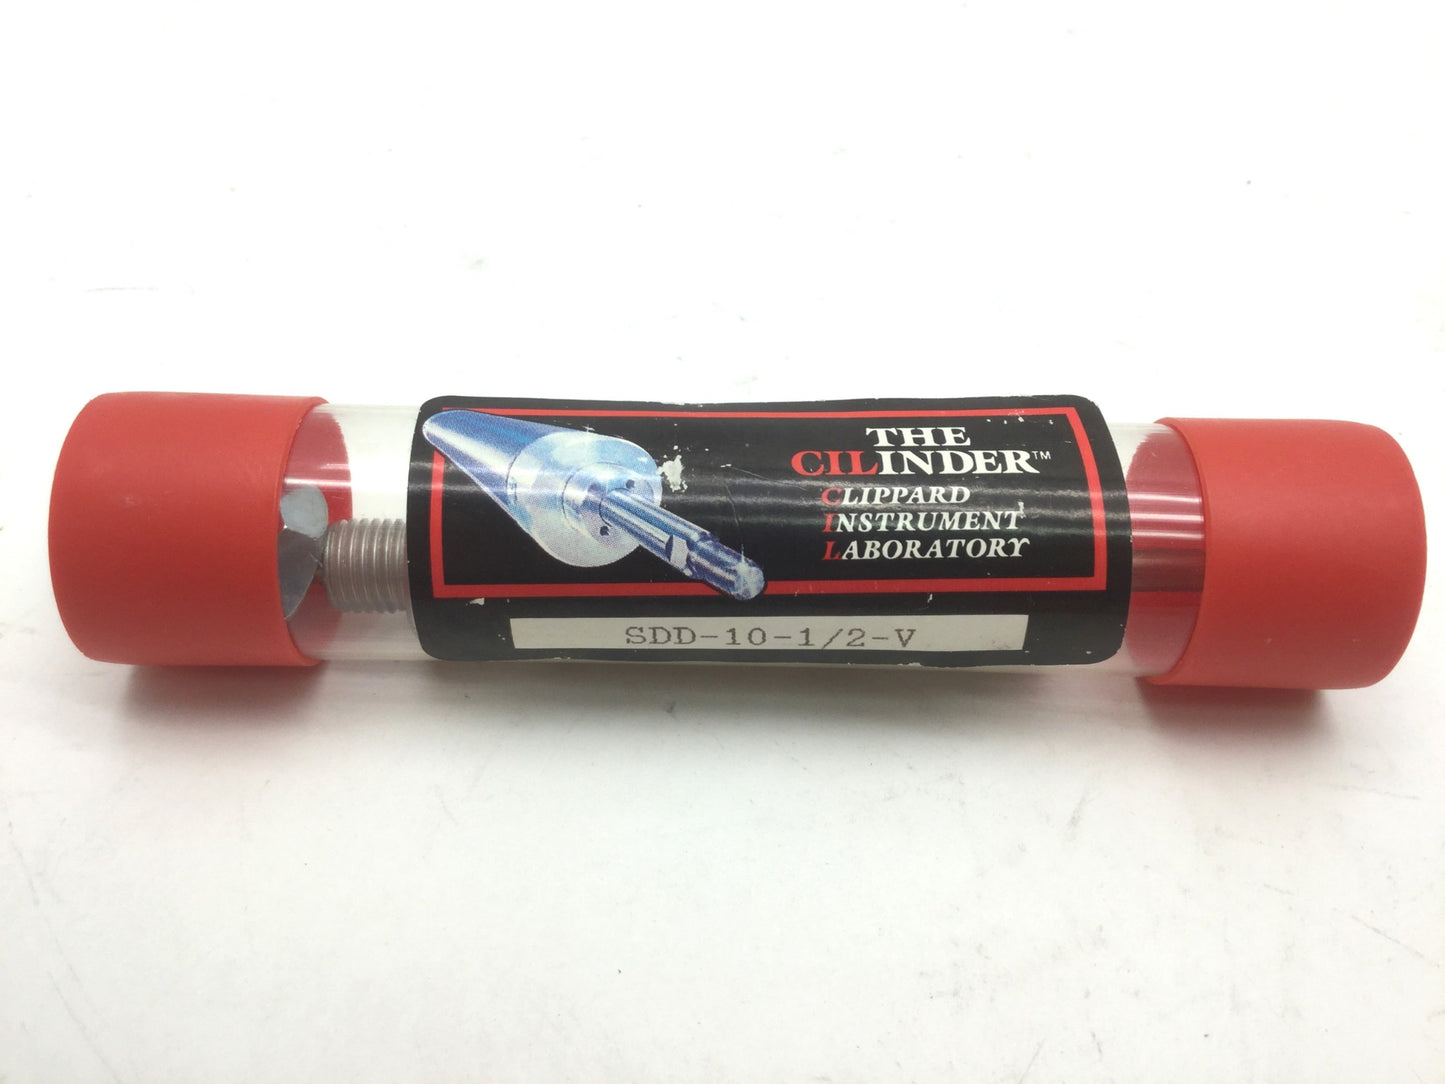 THE
CILINDER™
CLIPPARD
INSTRUMENT
LABORATORY
SDD-10-1/2-V